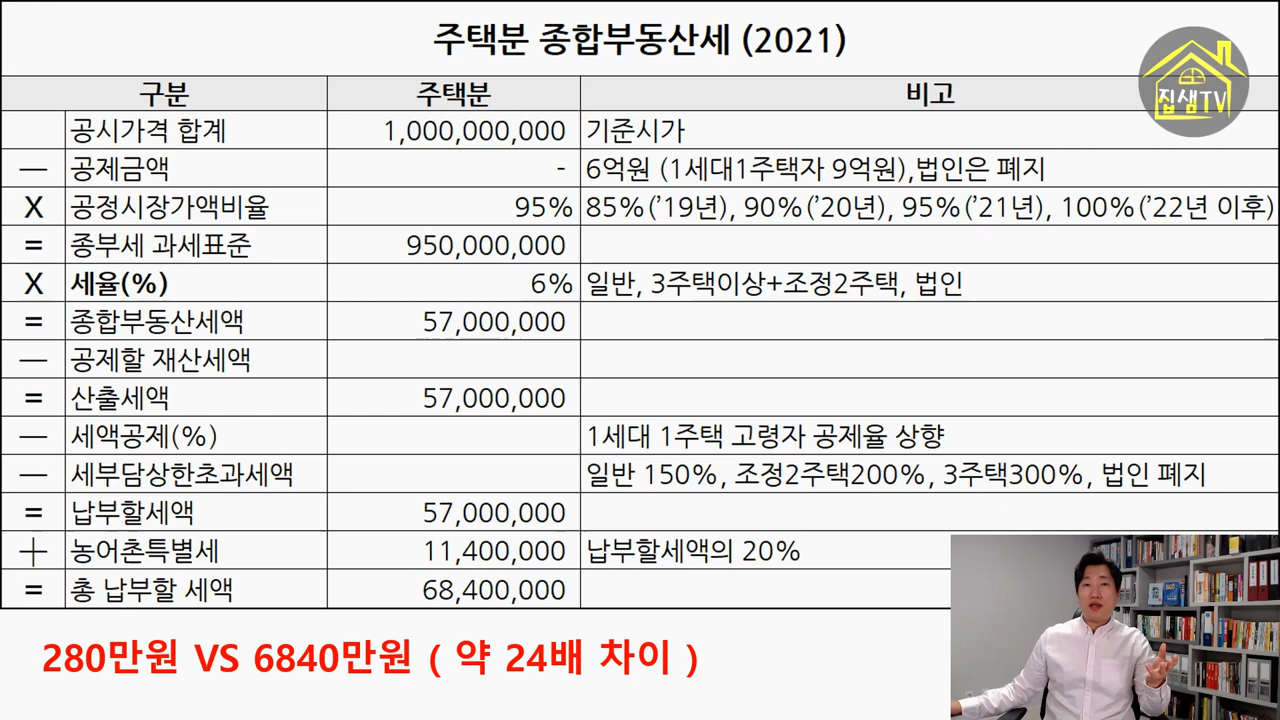 주택분 종합부동산세 (2021)
집샘TV
구분 주택분 비고
공시가격 합계 1,000,000,000 기준시가
— 공제금액 - 6억원 (1세대1주택자 9억원),법인은 폐지
X 공정시장가액비율 95% 85%('19년), 90%('20년), 95%('21년), 100%('22년 이후)
= 종부세 과세표준 950,000,000
X 세율(%) 6% 일반, 3주택이상+조정2주택, 법인
= 종합부동산세액 57,000,000
— 공제할 재산세액
= 산출세액 57,000,000
— 세액공제(%) 1세대 1주택 고령자 공제율 상향
— 세부담상한초과세액 일반 150%, 조정2주택200%, 3주택300%, 법인 폐지
= 납부할세액 57,000,000
+ 농어촌특별세 11,400,000 납부할세액의 20%
= 총 납부할 세액 68,400,000
280만원 VS 6840만원 ( 약 24배 차이 )